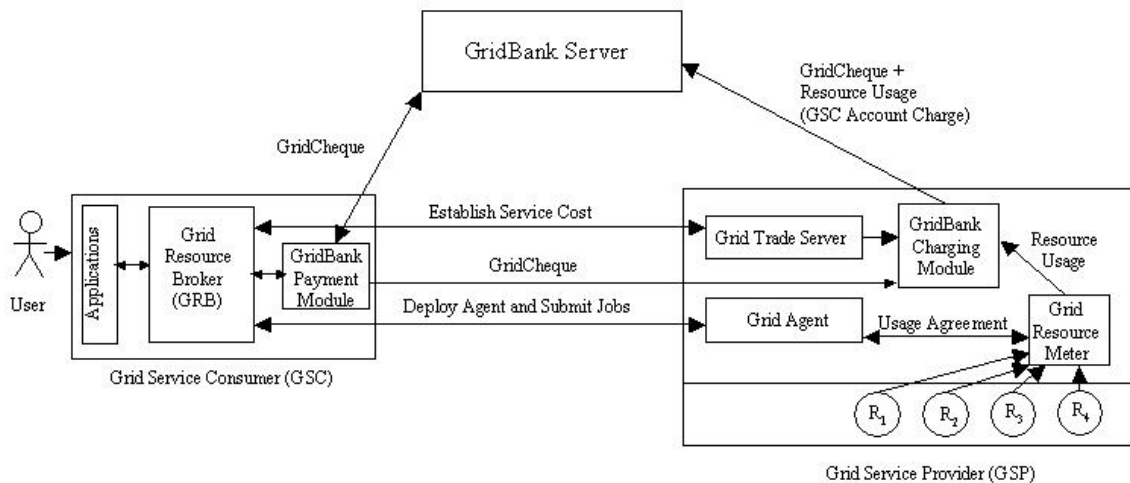 GridBank Server
GridCheque +
Resource Usage
(GSC Account Charge)
GridCheque
User
Applications
Grid
Resource
Broker
(GRB)
GridBank
Payment
Module
Grid Service Consumer (GSC)
Establish Service Cost
GridCheque
Deploy Agent and Submit Jobs
Grid Trade Server
GridBank
Charging
Module
Resource
Usage
Grid Agent
Usage Agreement
Grid
Resource
Meter
R1
R2
R3
R4
Grid Service Provider (GSP)